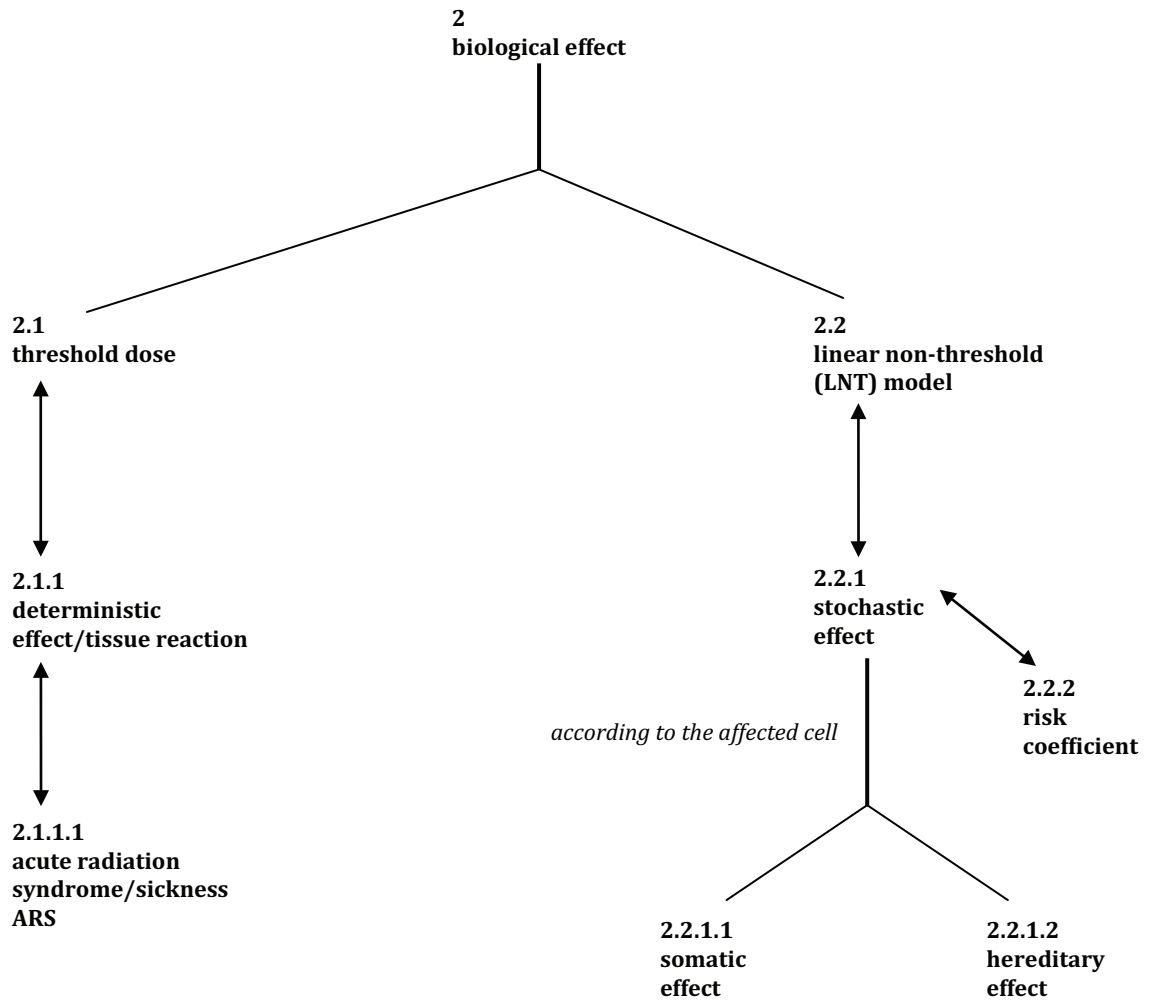 2
biological effect
2.1
threshold dose
2.2
linear non-threshold
(LNT) model
2.1.1
deterministic
effect/tissue reaction
2.2.1
stochastic
effect
2.2.2
risk
coefficient
according to the affected cell
2.1.1.1
acute radiation
syndrome/sickness
ARS
2.2.1.1
somatic
effect
2.2.1.2
hereditary
effect